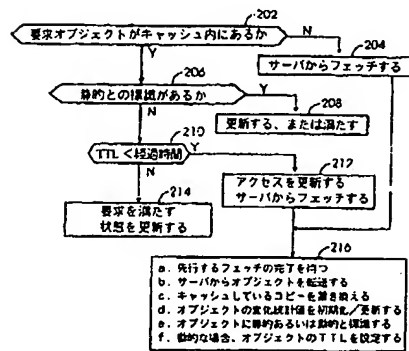 202
要求オブジェクトがキャッシュ内にあるか
N
204
サーバからフェッチする
Y
206
静的との標識があるか
Y
208
更新する、または満たす
N
210
TTL<経過時間
Y
212
アクセスを更新する
サーバからフェッチする
N
214
要求を満たす
状態を更新する
216
a. 先行するフェッチの完了を待つ
b. サーバからオブジェクトを転送する
c. キャッシュしているコピーを置き換える
d. オブジェクトの変化統計値を初期化/更新する
e. オブジェクトに静的あるいは動的と標識する
f. 動的な場合、オブジェクトのTTLを設定する